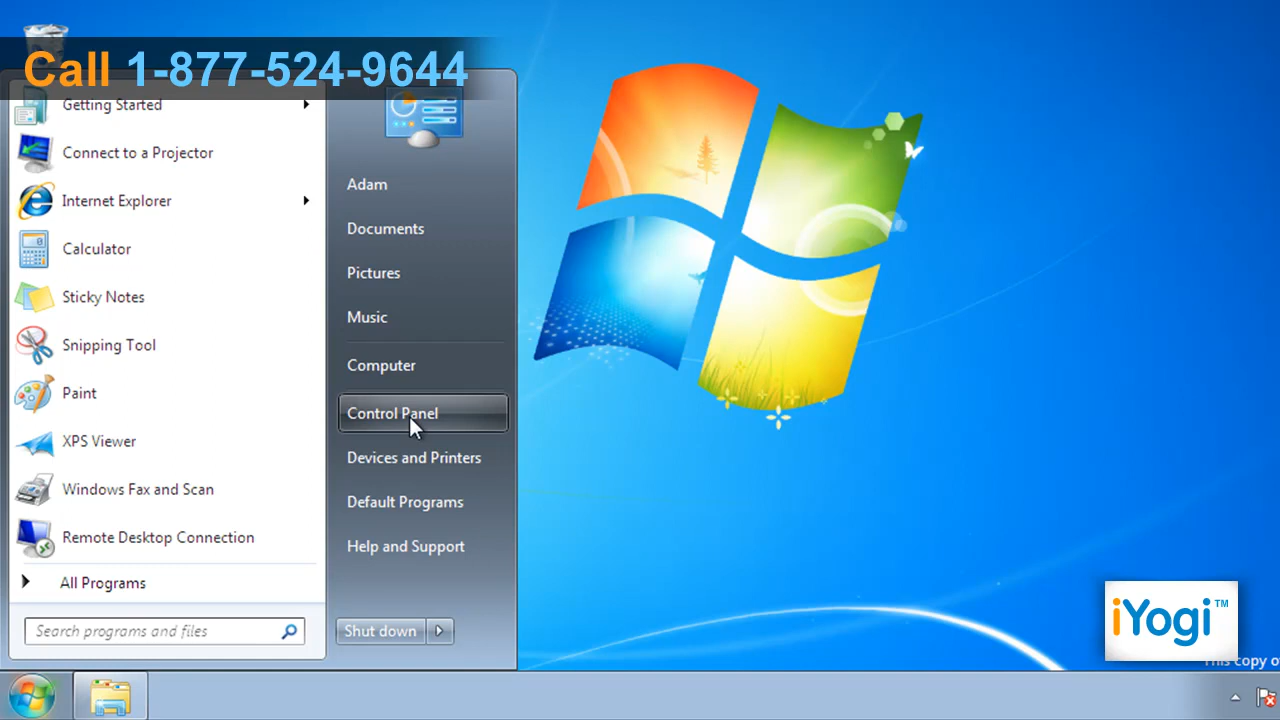 Call 1-877-524-9644
Getting Started
Connect to a Projector
Internet Explorer
Calculator
Sticky Notes
Snipping Tool
Paint
XPS Viewer
Windows Fax and Scan
Remote Desktop Connection
All Programs
Search programs and files
Adam
Documents
Pictures
Music
Computer
Control Panel
Devices and Printers
Default Programs
Help and Support
Shut down
iYogi™
This copy o